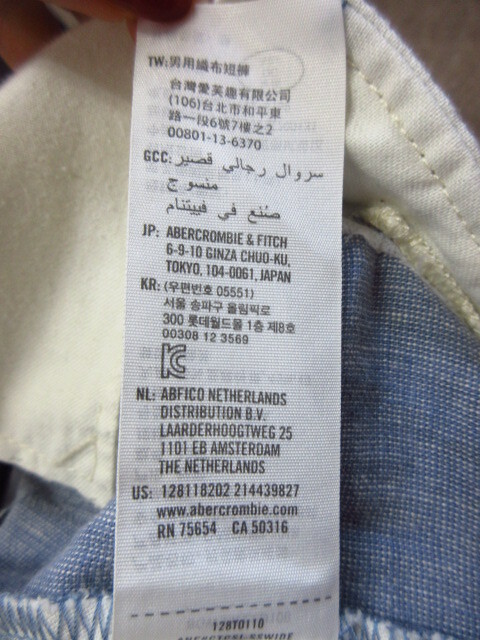 TW: 男用織布短褲
台灣愛芙趣有限公司
(106)台北市和平東
路一段6號7樓之2
00801-13-6370
GCC: سروال رجالي قصير
منسوج
صنع في فييتنام
JP: ABERCROMBIE & FITCH
6-9-10 GINZA CHUO-KU,
TOKYO, 104-0061, JAPAN
KR: (우편번호 05551)
서울 송파구 올림픽로
300 롯데월드몰 1층 제8호
00308 12 3569
NL: ABFICO NETHERLANDS
DISTRIBUTION B.V.
LAARDERHOOGTWEG 25
1101 EB AMSTERDAM
THE NETHERLANDS
US: 128118202 214439827
www.abercrombie.com
RN 75654 CA 50316
128T0110